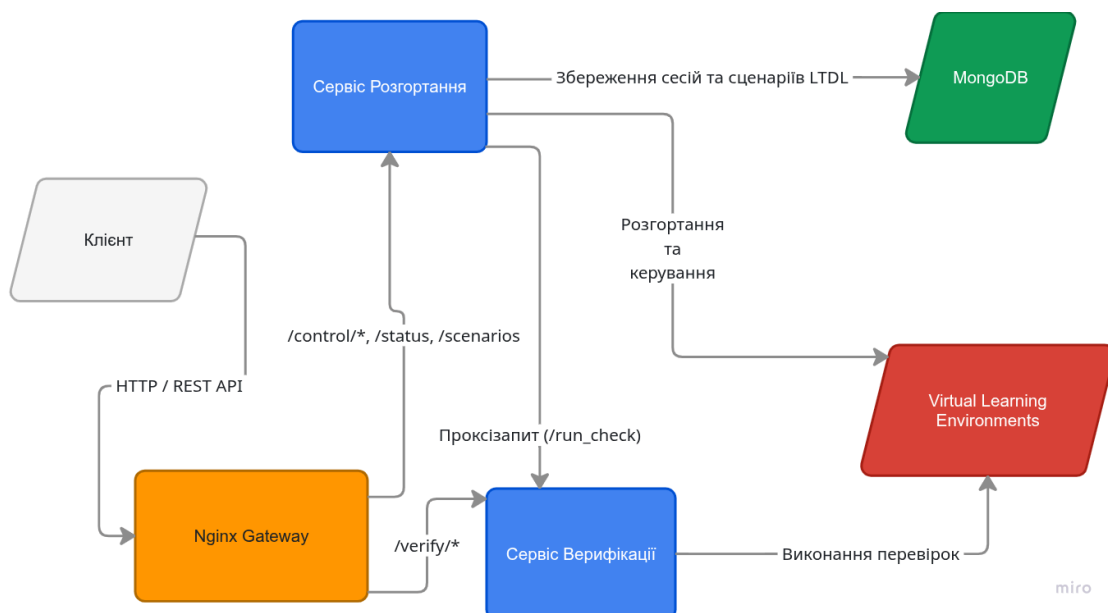 Сервіс Розгортання
Збереження сесій та сценаріїв LTDL
MongoDB
Клієнт
Розгортання
та
керування
/control/*, /status, /scenarios
HTTP / REST API
Virtual Learning
Environments
Проксізапит (/run_check)
Nginx Gateway
/verify/*
Сервіс Верифікації
Виконання перевірок
miro